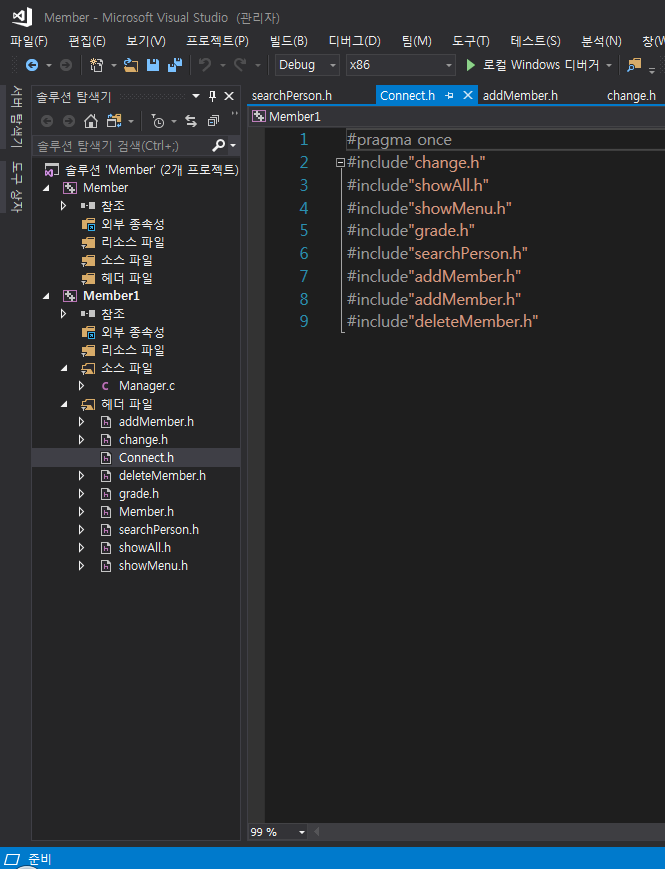 Member - Microsoft Visual Studio (관리자)
파일(F) 편집(E) 보기(V) 프로젝트(P) 빌드(B) 디버그(D) 팀(M) 도구(T) 테스트(S) 분석(N) 창(W
Debug x86 로컬 Windows 디버거
서버 탐색기
도구 상자
솔루션 탐색기
솔루션 탐색기 검색(Ctrl+;)
솔루션 'Member' (2개 프로젝트)
Member
참조
외부 종속성
리소스 파일
소스 파일
헤더 파일
Member1
참조
외부 종속성
리소스 파일
소스 파일
Manager.c
헤더 파일
addMember.h
change.h
Connect.h
deleteMember.h
grade.h
Member.h
searchPerson.h
showAll.h
showMenu.h
searchPerson.h Connect.h addMember.h change.h
Member1
1 #pragma once
2 #include"change.h"
3 #include"showAll.h"
4 #include"showMenu.h"
5 #include"grade.h"
6 #include"searchPerson.h"
7 #include"addMember.h"
8 #include"addMember.h"
9 #include"deleteMember.h"
99 %
준비